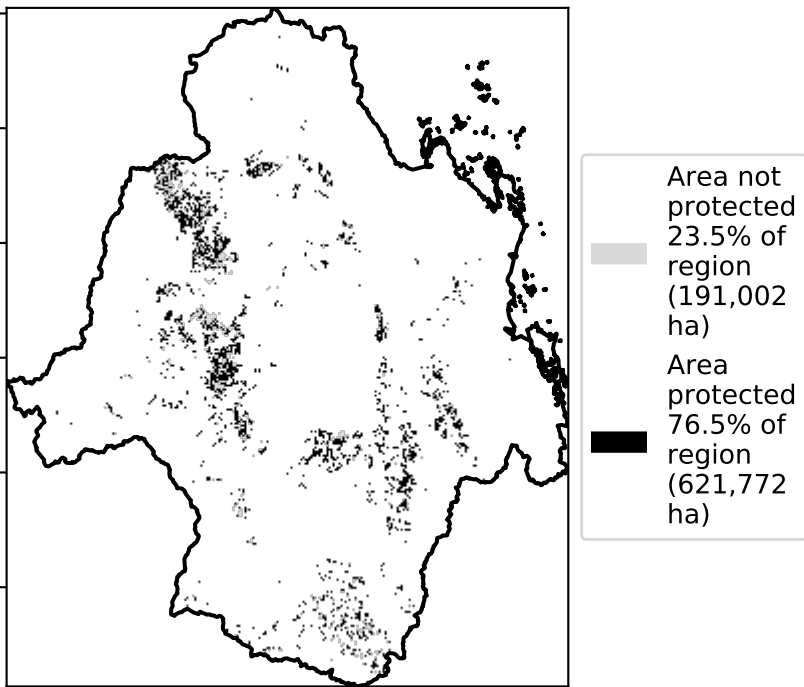 Area not
protected
23.5% of
region
(191,002
ha)
Area
protected
76.5% of
region
(621,772
ha)